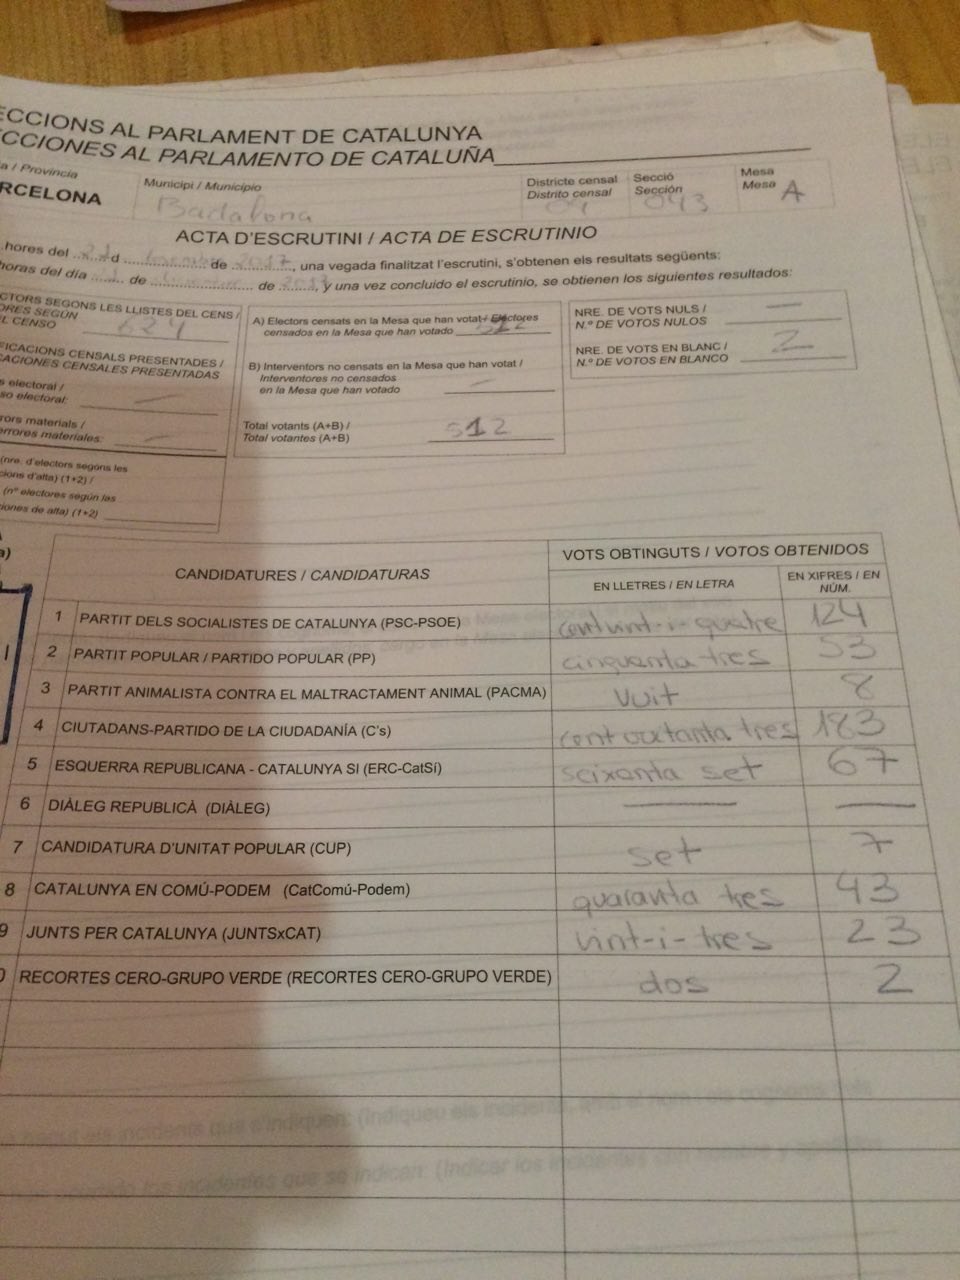 ECCIONS AL PARLAMENT DE CATALUNYA
CCIONES AL PARLAMENTO DE CATALUÑA
a / Provincia
RCELONA
Municipi / Municipio
Badalona
Districte censal
Distrito censal
Secció
Sección
043
Mesa
Mesa A
ACTA D'ESCRUTINI / ACTA DE ESCRUTINIO
hores del 21 d de 2017, una vegada finalitzat l'escrutini, s'obtenen els resultats següents:
horas del día de de , y una vez concluido el escrutinio, se obtienen los siguientes resultados:
CTORS SEGONS LES LLISTES DEL CENS /
ORES SEGÚN
L CENSO
FICACIONS CENSALS PRESENTADES /
CACIONES CENSALES PRESENTADAS
s electoral /
so electoral: —
rors materials /
errores materiales: —
(nre. d'electors segons les
cions d'alta) (1+2) /
(nº electores según las
iones de alta) (1+2)
A) Electors censats en la Mesa que han votat / Electores
censados en la Mesa que han votado 512
B) Interventors no censats en la Mesa que han votat /
Interventores no censados
en la Mesa que han votado —
Total votants (A+B) /
Total votantes (A+B) 512
NRE. DE VOTS NULS /
N.º DE VOTOS NULOS —
NRE. DE VOTS EN BLANC /
N.º DE VOTOS EN BLANCO 2
CANDIDATURES / CANDIDATURAS
VOTS OBTINGUTS / VOTOS OBTENIDOS
EN LLETRES / EN LETRA
EN XIFRES / EN
NÚM.
1 PARTIT DELS SOCIALISTES DE CATALUNYA (PSC-PSOE) cent vint-i-quatre 124
2 PARTIT POPULAR / PARTIDO POPULAR (PP) cinquanta tres 53
3 PARTIT ANIMALISTA CONTRA EL MALTRACTAMENT ANIMAL (PACMA) vuit 8
4 CIUTADANS-PARTIDO DE LA CIUDADANÍA (C's) cent vuitanta tres 183
5 ESQUERRA REPUBLICANA - CATALUNYA SI (ERC-CatSí) seixanta set 67
6 DIÀLEG REPUBLICÀ (DIÀLEG) — —
7 CANDIDATURA D'UNITAT POPULAR (CUP) set 7
8 CATALUNYA EN COMÚ-PODEM (CatComú-Podem) quaranta tres 43
9 JUNTS PER CATALUNYA (JUNTSxCAT) vint-i-tres 23
0 RECORTES CERO-GRUPO VERDE (RECORTES CERO-GRUPO VERDE) dos 2